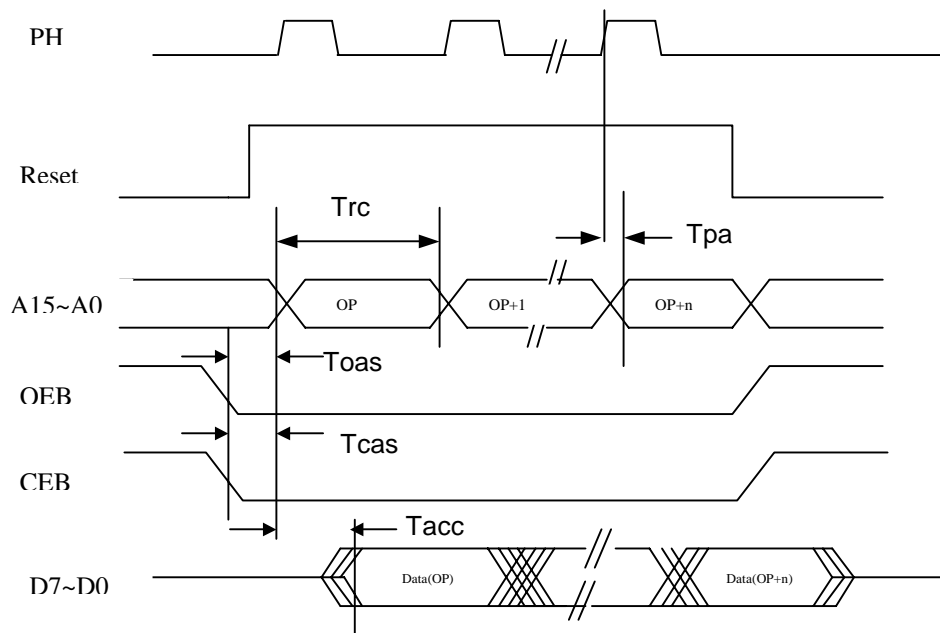 PH
Reset
Trc
Tpa
A15~A0
OP
OP+1
OP+n
Toas
OEB
Tcas
CEB
Tacc
D7~D0
Data(OP)
Data(OP+n)